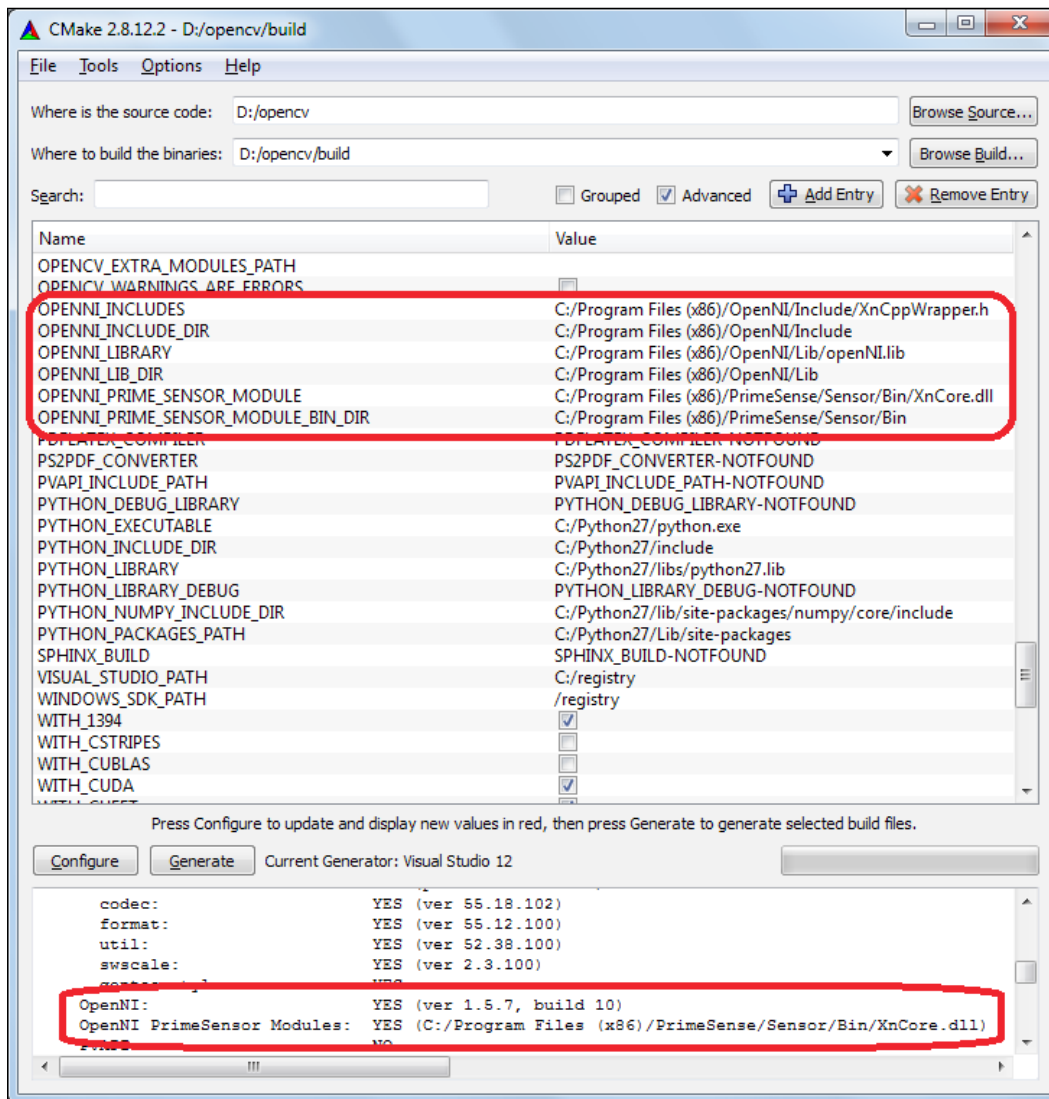 CMake 2.8.12.2 - D:/opencv/build
File Tools Options Help
Where is the source code: D:/opencv Browse Source...
Where to build the binaries: D:/opencv/build Browse Build...
Search: Grouped Advanced Add Entry Remove Entry
Name Value
OPENCV_EXTRA_MODULES_PATH
OPENCV_WARNINGS_ARE_ERRORS
OPENNI_INCLUDES C:/Program Files (x86)/OpenNI/Include/XnCppWrapper.h
OPENNI_INCLUDE_DIR C:/Program Files (x86)/OpenNI/Include
OPENNI_LIBRARY C:/Program Files (x86)/OpenNI/Lib/openNI.lib
OPENNI_LIB_DIR C:/Program Files (x86)/OpenNI/Lib
OPENNI_PRIME_SENSOR_MODULE C:/Program Files (x86)/PrimeSense/Sensor/Bin/XnCore.dll
OPENNI_PRIME_SENSOR_MODULE_BIN_DIR C:/Program Files (x86)/PrimeSense/Sensor/Bin
PDFLATEX_COMPILER PDFLATEX_COMPILER-NOTFOUND
PS2PDF_CONVERTER PS2PDF_CONVERTER-NOTFOUND
PVAPI_INCLUDE_PATH PVAPI_INCLUDE_PATH-NOTFOUND
PYTHON_DEBUG_LIBRARY PYTHON_DEBUG_LIBRARY-NOTFOUND
PYTHON_EXECUTABLE C:/Python27/python.exe
PYTHON_INCLUDE_DIR C:/Python27/include
PYTHON_LIBRARY C:/Python27/libs/python27.lib
PYTHON_LIBRARY_DEBUG PYTHON_LIBRARY_DEBUG-NOTFOUND
PYTHON_NUMPY_INCLUDE_DIR C:/Python27/lib/site-packages/numpy/core/include
PYTHON_PACKAGES_PATH C:/Python27/Lib/site-packages
SPHINX_BUILD SPHINX_BUILD-NOTFOUND
VISUAL_STUDIO_PATH C:/registry
WINDOWS_SDK_PATH /registry
WITH_1394
WITH_CSTRIPES
WITH_CUBLAS
WITH_CUDA
Press Configure to update and display new values in red, then press Generate to generate selected build files.
Configure Generate Current Generator: Visual Studio 12
codec: YES (ver 55.18.102)
format: YES (ver 55.12.100)
util: YES (ver 52.38.100)
swscale: YES (ver 2.3.100)
OpenNI: YES (ver 1.5.7, build 10)
OpenNI PrimeSensor Modules: YES (C:/Program Files (x86)/PrimeSense/Sensor/Bin/XnCore.dll)